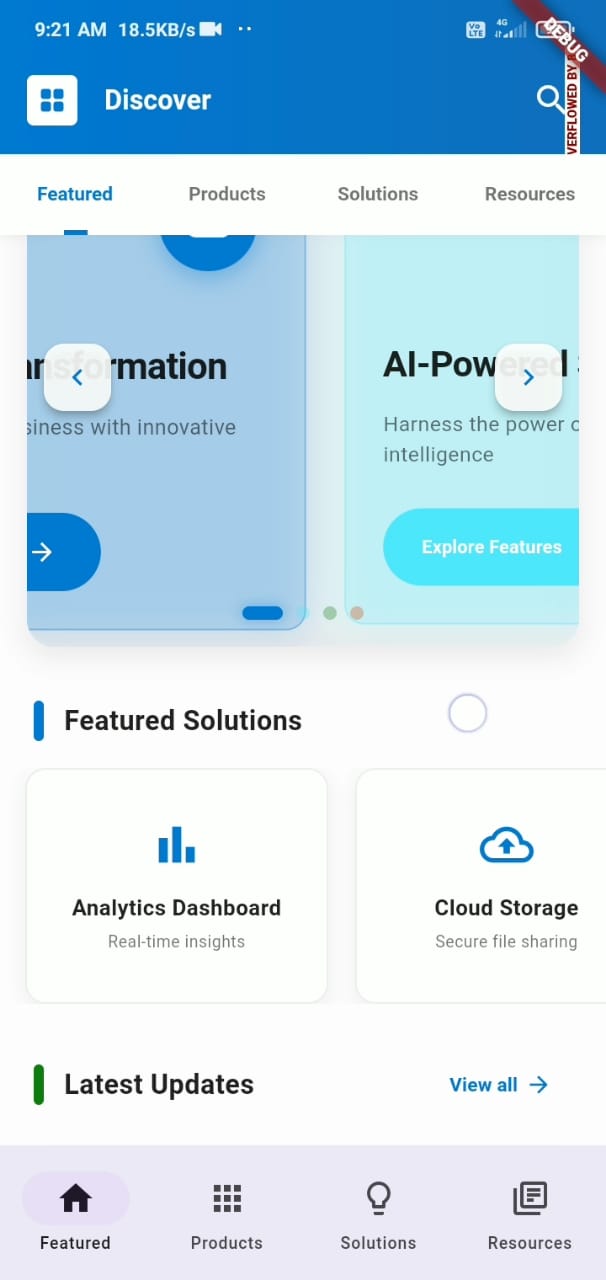 9:21 AM 18.5KB/s
Vo LTE 4G
DEBUG
Discover
VERFLOWED BY
Featured Products Solutions Resources
ansformation
AI-Powered
siness with innovative
Harness the power
intelligence
Explore Features
Featured Solutions
Analytics Dashboard
Cloud Storage
Real-time insights
Secure file sharing
Latest Updates
View all
Featured Products Solutions Resources